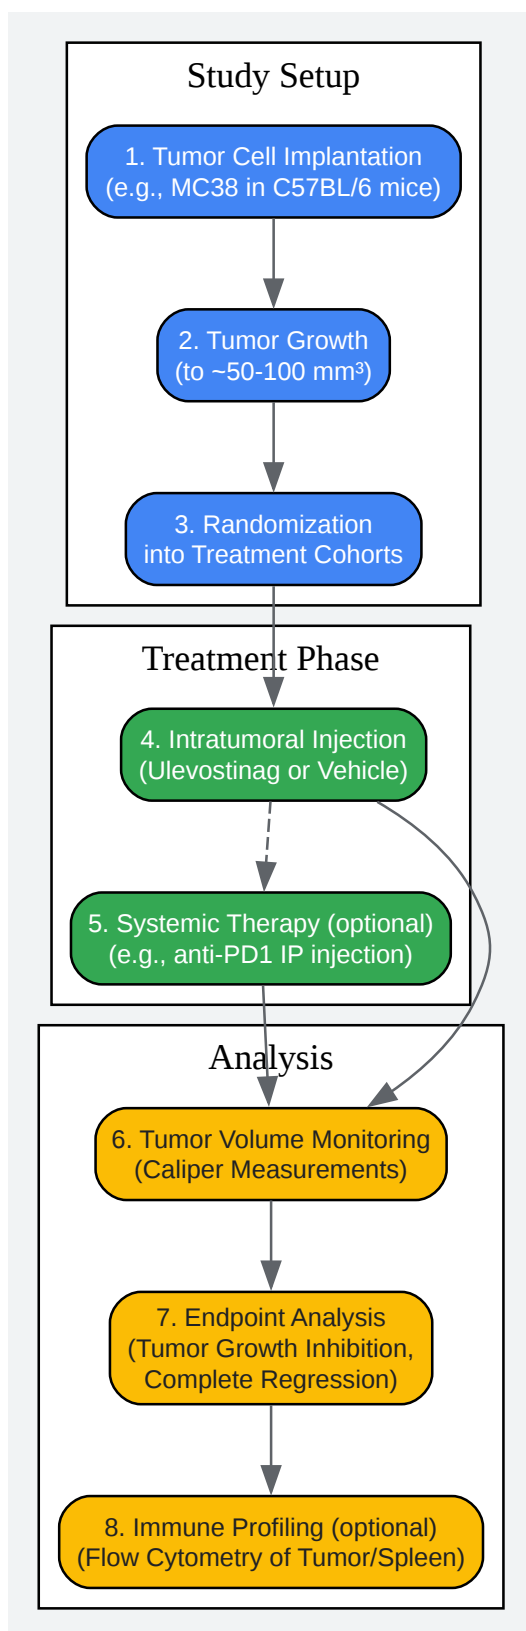 Study Setup
1. Tumor Cell Implantation
(e.g., MC38 in C57BL/6 mice)
2. Tumor Growth
(to ~50-100 mm³)
3. Randomization
into Treatment Cohorts
Treatment Phase
4. Intratumoral Injection
(Ulevostinag or Vehicle)
5. Systemic Therapy (optional)
(e.g., anti-PD1 IP injection)
Analysis
6. Tumor Volume Monitoring
(Caliper Measurements)
7. Endpoint Analysis
(Tumor Growth Inhibition,
Complete Regression)
8. Immune Profiling (optional)
(Flow Cytometry of Tumor/Spleen)